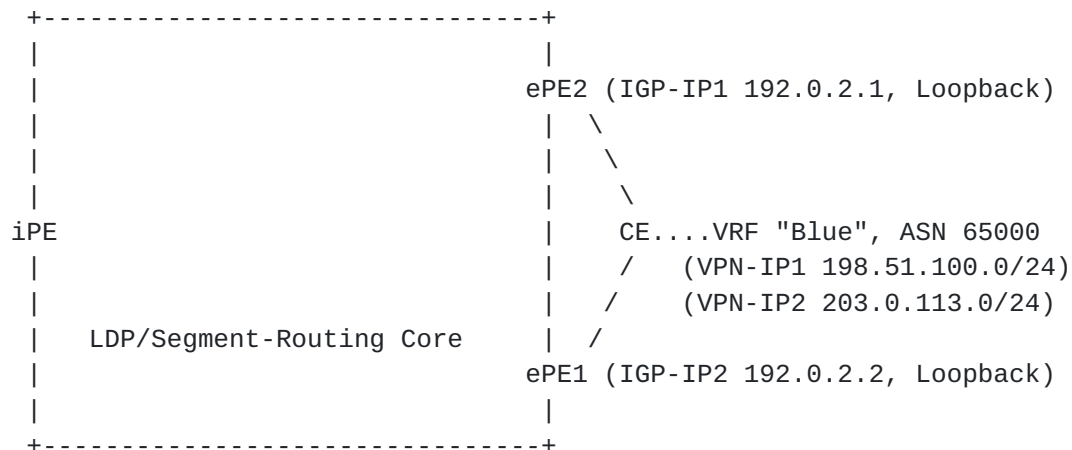 ePE2 (IGP-IP1 192.0.2.1, Loopback)
iPE
CE....VRF "Blue", ASN 65000
(VPN-IP1 198.51.100.0/24)
(VPN-IP2 203.0.113.0/24)
LDP/Segment-Routing Core
ePE1 (IGP-IP2 192.0.2.2, Loopback)